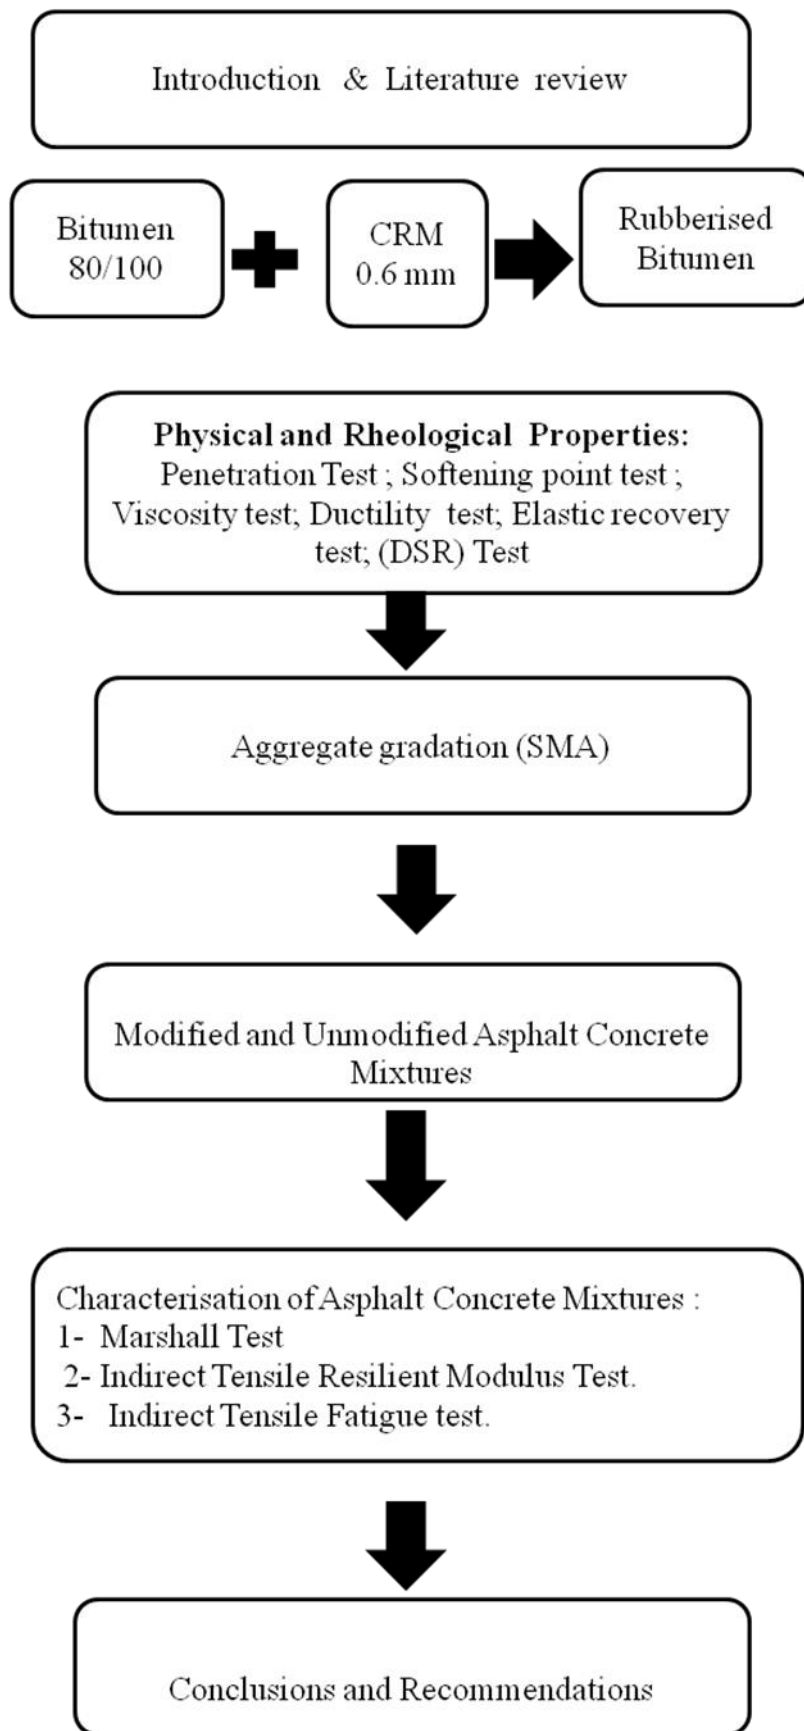 Introduction & Literature review
Bitumen
80/100
CRM
0.6 mm
Rubberised
Bitumen
Physical and Rheological Properties:
Penetration Test ; Softening point test ;
Viscosity test; Ductility test; Elastic recovery
test; (DSR) Test
Aggregate gradation (SMA)
Modified and Unmodified Asphalt Concrete
Mixtures
Characterisation of Asphalt Concrete Mixtures :
1- Marshall Test
2- Indirect Tensile Resilient Modulus Test.
3- Indirect Tensile Fatigue test.
Conclusions and Recommendations